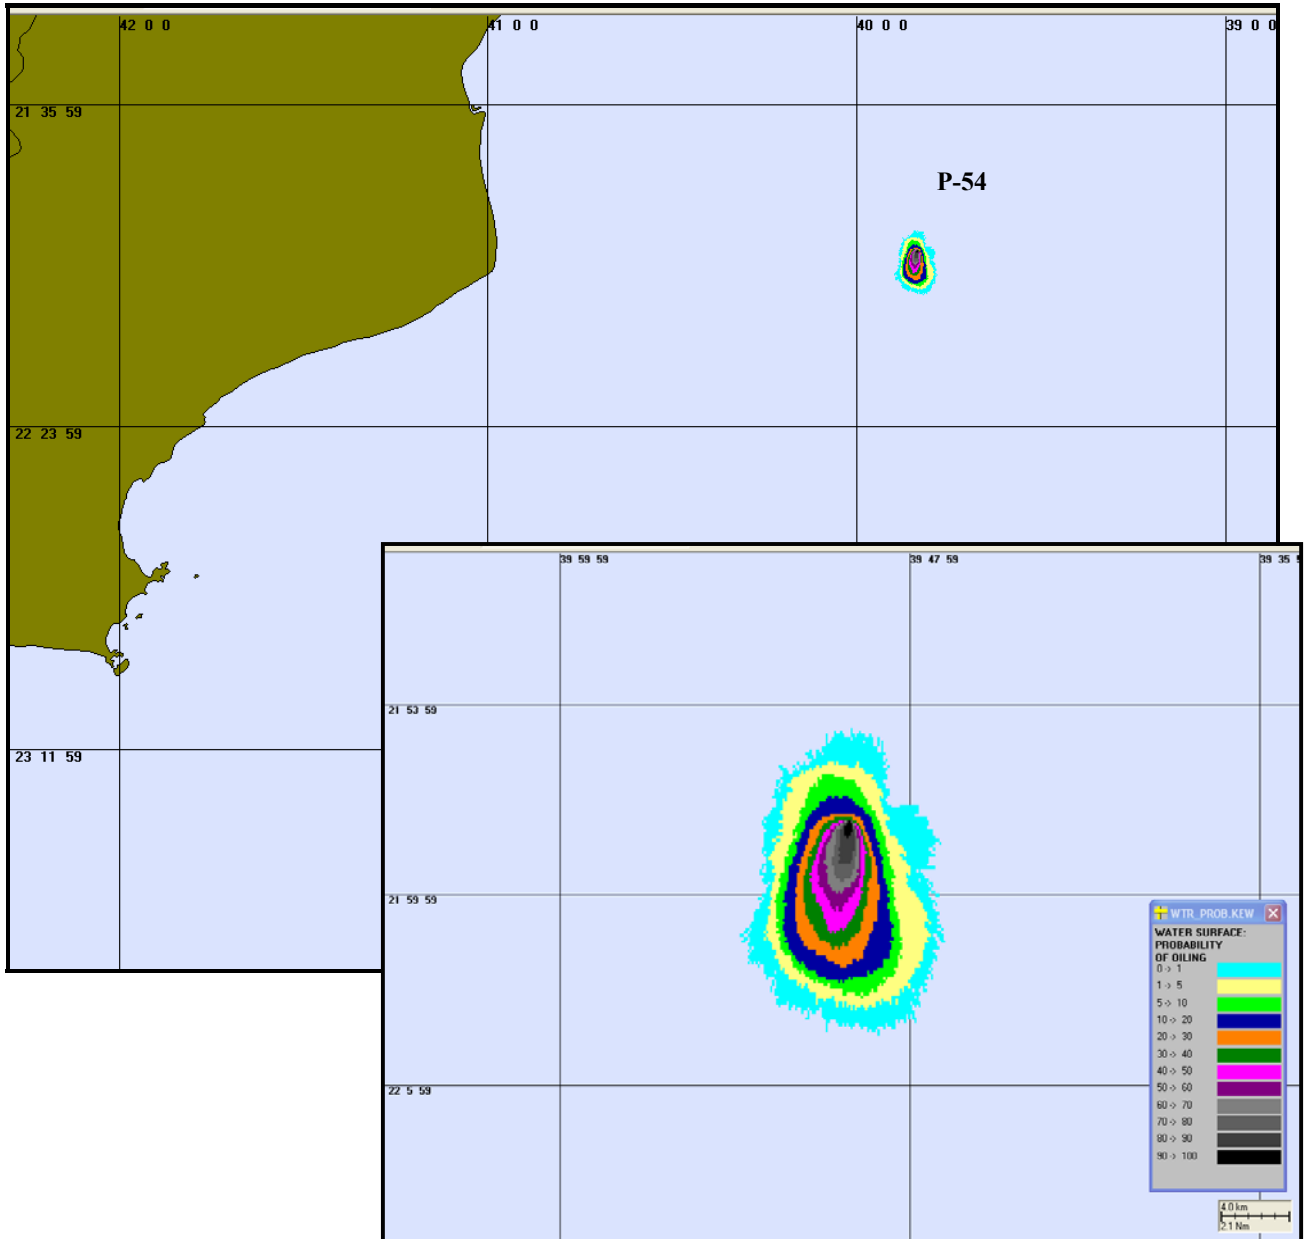 42 0 0
41 0 0
40 0 0
39 0 0
21 35 59
P-54
22 23 59
23 11 59
39 59 59
39 47 59
39 35 5
21 53 59
21 59 59
22 5 59
WTR_PROB.KEW
WATER SURFACE:
PROBABILITY
OF OILING
0 -> 1
1 -> 5
5 -> 10
10 -> 20
20 -> 30
30 -> 40
40 -> 50
50 -> 60
60 -> 70
70 -> 80
80 -> 90
90 -> 100
4.0 km
2.1 Nm